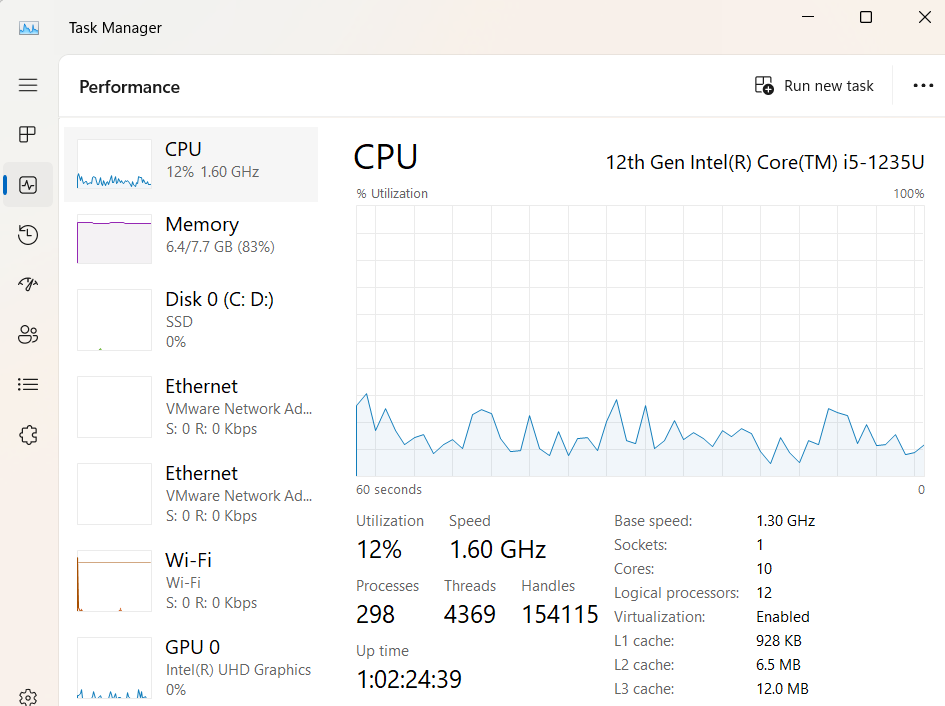 Task Manager
Performance
Run new task
CPU
12% 1.60 GHz
Memory
6.4/7.7 GB (83%)
Disk 0 (C: D:)
SSD
0%
Ethernet
VMware Network Ad...
S: 0 R: 0 Kbps
Ethernet
VMware Network Ad...
S: 0 R: 0 Kbps
Wi-Fi
Wi-Fi
S: 0 R: 0 Kbps
GPU 0
Intel(R) UHD Graphics
0%
CPU
12th Gen Intel(R) Core(TM) i5-1235U
% Utilization 100%
60 seconds 0
Utilization Speed
12% 1.60 GHz
Processes Threads Handles
298 4369 154115
Up time
1:02:24:39
Base speed: 1.30 GHz
Sockets: 1
Cores: 10
Logical processors: 12
Virtualization: Enabled
L1 cache: 928 KB
L2 cache: 6.5 MB
L3 cache: 12.0 MB